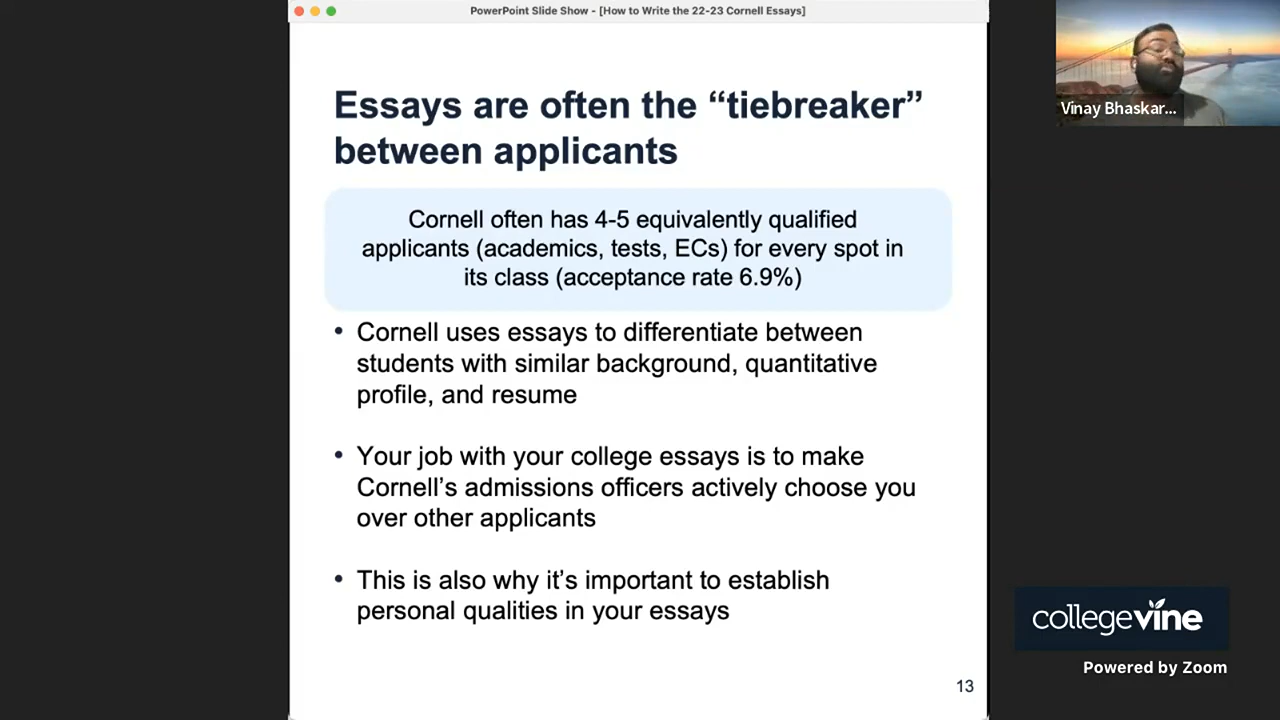 PowerPoint Slide Show - [How to Write the 22-23 Cornell Essays]
Essays are often the “tiebreaker”
between applicants
Cornell often has 4-5 equivalently qualified
applicants (academics, tests, ECs) for every spot in
its class (acceptance rate 6.9%)
• Cornell uses essays to differentiate between
students with similar background, quantitative
profile, and resume
• Your job with your college essays is to make
Cornell’s admissions officers actively choose you
over other applicants
• This is also why it’s important to establish
personal qualities in your essays
13
Vinay Bhaskar...
collegevine
Powered by Zoom